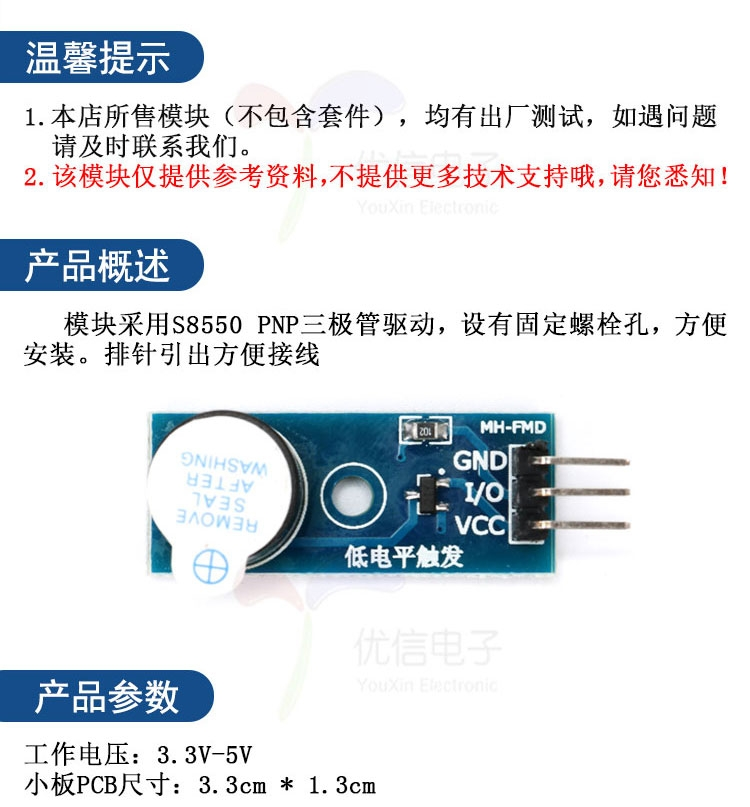 温馨提示
1.本店所售模块（不包含套件），均有出厂测试，如遇问题
请及时联系我们。
2.该模块仅提供参考资料,不提供更多技术支持哦,请您悉知！
优信电子
YouXin Electronic
产品概述
模块采用S8550 PNP三极管驱动，设有固定螺栓孔，方便
安装。排针引出方便接线
MH-FMD
102
GND
I/O
VCC
REMOVE
SEAL
AFTER
WASHING
低电平触发
优信电子
YouXin Electronic
产品参数
工作电压：3.3V-5V
小板PCB尺寸：3.3cm * 1.3cm